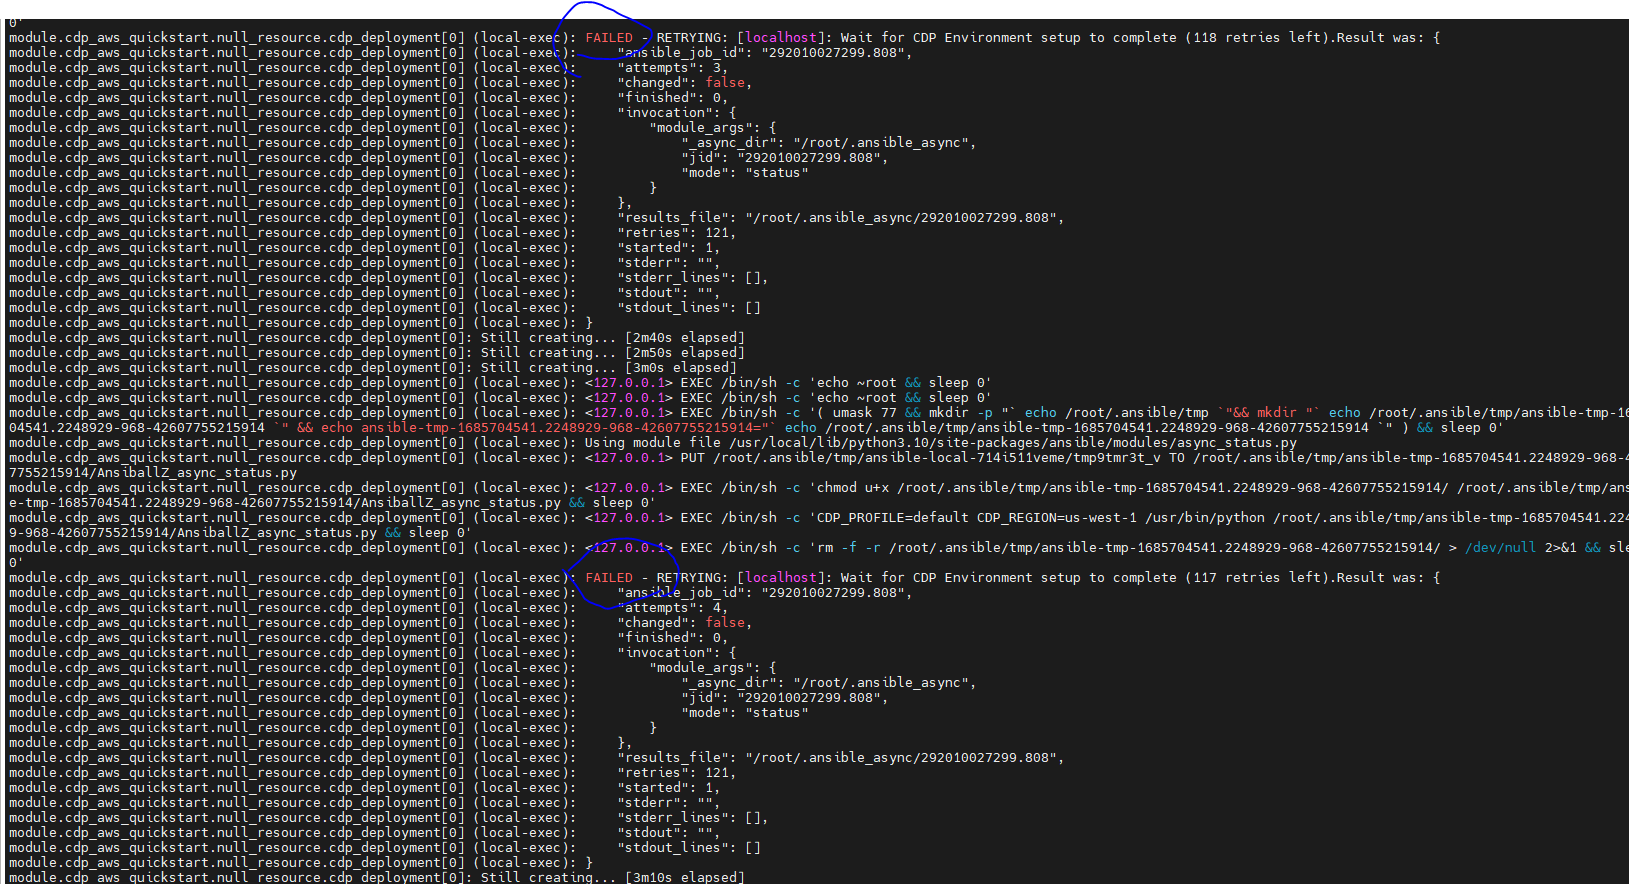 0'
module.cdp_aws_quickstart.null_resource.cdp_deployment[0] (local-exec): FAILED - RETRYING: [localhost]: Wait for CDP Environment setup to complete (118 retries left).Result was: {
module.cdp_aws_quickstart.null_resource.cdp_deployment[0] (local-exec):     "ansible_job_id": "292010027299.808",
module.cdp_aws_quickstart.null_resource.cdp_deployment[0] (local-exec):     "attempts": 3,
module.cdp_aws_quickstart.null_resource.cdp_deployment[0] (local-exec):     "changed": false,
module.cdp_aws_quickstart.null_resource.cdp_deployment[0] (local-exec):     "finished": 0,
module.cdp_aws_quickstart.null_resource.cdp_deployment[0] (local-exec):     "invocation": {
module.cdp_aws_quickstart.null_resource.cdp_deployment[0] (local-exec):         "module_args": {
module.cdp_aws_quickstart.null_resource.cdp_deployment[0] (local-exec):             "_async_dir": "/root/.ansible_async",
module.cdp_aws_quickstart.null_resource.cdp_deployment[0] (local-exec):             "jid": "292010027299.808",
module.cdp_aws_quickstart.null_resource.cdp_deployment[0] (local-exec):             "mode": "status"
module.cdp_aws_quickstart.null_resource.cdp_deployment[0] (local-exec):         }
module.cdp_aws_quickstart.null_resource.cdp_deployment[0] (local-exec):     },
module.cdp_aws_quickstart.null_resource.cdp_deployment[0] (local-exec):     "results_file": "/root/.ansible_async/292010027299.808",
module.cdp_aws_quickstart.null_resource.cdp_deployment[0] (local-exec):     "retries": 121,
module.cdp_aws_quickstart.null_resource.cdp_deployment[0] (local-exec):     "started": 1,
module.cdp_aws_quickstart.null_resource.cdp_deployment[0] (local-exec):     "stderr": "",
module.cdp_aws_quickstart.null_resource.cdp_deployment[0] (local-exec):     "stderr_lines": [],
module.cdp_aws_quickstart.null_resource.cdp_deployment[0] (local-exec):     "stdout": "",
module.cdp_aws_quickstart.null_resource.cdp_deployment[0] (local-exec):     "stdout_lines": []
module.cdp_aws_quickstart.null_resource.cdp_deployment[0] (local-exec): }
module.cdp_aws_quickstart.null_resource.cdp_deployment[0]: Still creating... [2m40s elapsed]
module.cdp_aws_quickstart.null_resource.cdp_deployment[0]: Still creating... [2m50s elapsed]
module.cdp_aws_quickstart.null_resource.cdp_deployment[0]: Still creating... [3m0s elapsed]
module.cdp_aws_quickstart.null_resource.cdp_deployment[0] (local-exec): <127.0.0.1> EXEC /bin/sh -c 'echo ~root && sleep 0'
module.cdp_aws_quickstart.null_resource.cdp_deployment[0] (local-exec): <127.0.0.1> EXEC /bin/sh -c 'echo ~root && sleep 0'
module.cdp_aws_quickstart.null_resource.cdp_deployment[0] (local-exec): <127.0.0.1> EXEC /bin/sh -c '( umask 77 && mkdir -p "` echo /root/.ansible/tmp `"&& mkdir "` echo /root/.ansible/tmp/ansible-tmp-16
04541.2248929-968-42607755215914 `" && echo ansible-tmp-1685704541.2248929-968-42607755215914="` echo /root/.ansible/tmp/ansible-tmp-1685704541.2248929-968-42607755215914 `" ) && sleep 0'
module.cdp_aws_quickstart.null_resource.cdp_deployment[0] (local-exec): Using module file /usr/local/lib/python3.10/site-packages/ansible/modules/async_status.py
module.cdp_aws_quickstart.null_resource.cdp_deployment[0] (local-exec): <127.0.0.1> PUT /root/.ansible/tmp/ansible-local-714i511veme/tmp9tmr3t_v TO /root/.ansible/tmp/ansible-tmp-1685704541.2248929-968-4
7755215914/AnsiballZ_async_status.py
module.cdp_aws_quickstart.null_resource.cdp_deployment[0] (local-exec): <127.0.0.1> EXEC /bin/sh -c 'chmod u+x /root/.ansible/tmp/ansible-tmp-1685704541.2248929-968-42607755215914/ /root/.ansible/tmp/ans
e-tmp-1685704541.2248929-968-42607755215914/AnsiballZ_async_status.py && sleep 0'
module.cdp_aws_quickstart.null_resource.cdp_deployment[0] (local-exec): <127.0.0.1> EXEC /bin/sh -c 'CDP_PROFILE=default CDP_REGION=us-west-1 /usr/bin/python /root/.ansible/tmp/ansible-tmp-1685704541.224
9-968-42607755215914/AnsiballZ_async_status.py && sleep 0'
module.cdp_aws_quickstart.null_resource.cdp_deployment[0] (local-exec): <127.0.0.1> EXEC /bin/sh -c 'rm -f -r /root/.ansible/tmp/ansible-tmp-1685704541.2248929-968-42607755215914/ > /dev/null 2>&1 && sle
0'
module.cdp_aws_quickstart.null_resource.cdp_deployment[0] (local-exec): FAILED - RETRYING: [localhost]: Wait for CDP Environment setup to complete (117 retries left).Result was: {
module.cdp_aws_quickstart.null_resource.cdp_deployment[0] (local-exec):     "ansible_job_id": "292010027299.808",
module.cdp_aws_quickstart.null_resource.cdp_deployment[0] (local-exec):     "attempts": 4,
module.cdp_aws_quickstart.null_resource.cdp_deployment[0] (local-exec):     "changed": false,
module.cdp_aws_quickstart.null_resource.cdp_deployment[0] (local-exec):     "finished": 0,
module.cdp_aws_quickstart.null_resource.cdp_deployment[0] (local-exec):     "invocation": {
module.cdp_aws_quickstart.null_resource.cdp_deployment[0] (local-exec):         "module_args": {
module.cdp_aws_quickstart.null_resource.cdp_deployment[0] (local-exec):             "_async_dir": "/root/.ansible_async",
module.cdp_aws_quickstart.null_resource.cdp_deployment[0] (local-exec):             "jid": "292010027299.808",
module.cdp_aws_quickstart.null_resource.cdp_deployment[0] (local-exec):             "mode": "status"
module.cdp_aws_quickstart.null_resource.cdp_deployment[0] (local-exec):         }
module.cdp_aws_quickstart.null_resource.cdp_deployment[0] (local-exec):     },
module.cdp_aws_quickstart.null_resource.cdp_deployment[0] (local-exec):     "results_file": "/root/.ansible_async/292010027299.808",
module.cdp_aws_quickstart.null_resource.cdp_deployment[0] (local-exec):     "retries": 121,
module.cdp_aws_quickstart.null_resource.cdp_deployment[0] (local-exec):     "started": 1,
module.cdp_aws_quickstart.null_resource.cdp_deployment[0] (local-exec):     "stderr": "",
module.cdp_aws_quickstart.null_resource.cdp_deployment[0] (local-exec):     "stderr_lines": [],
module.cdp_aws_quickstart.null_resource.cdp_deployment[0] (local-exec):     "stdout": "",
module.cdp_aws_quickstart.null_resource.cdp_deployment[0] (local-exec):     "stdout_lines": []
module.cdp_aws_quickstart.null_resource.cdp_deployment[0] (local-exec): }
module.cdp_aws_quickstart.null_resource.cdp_deployment[0]: Still creating... [3m10s elapsed]